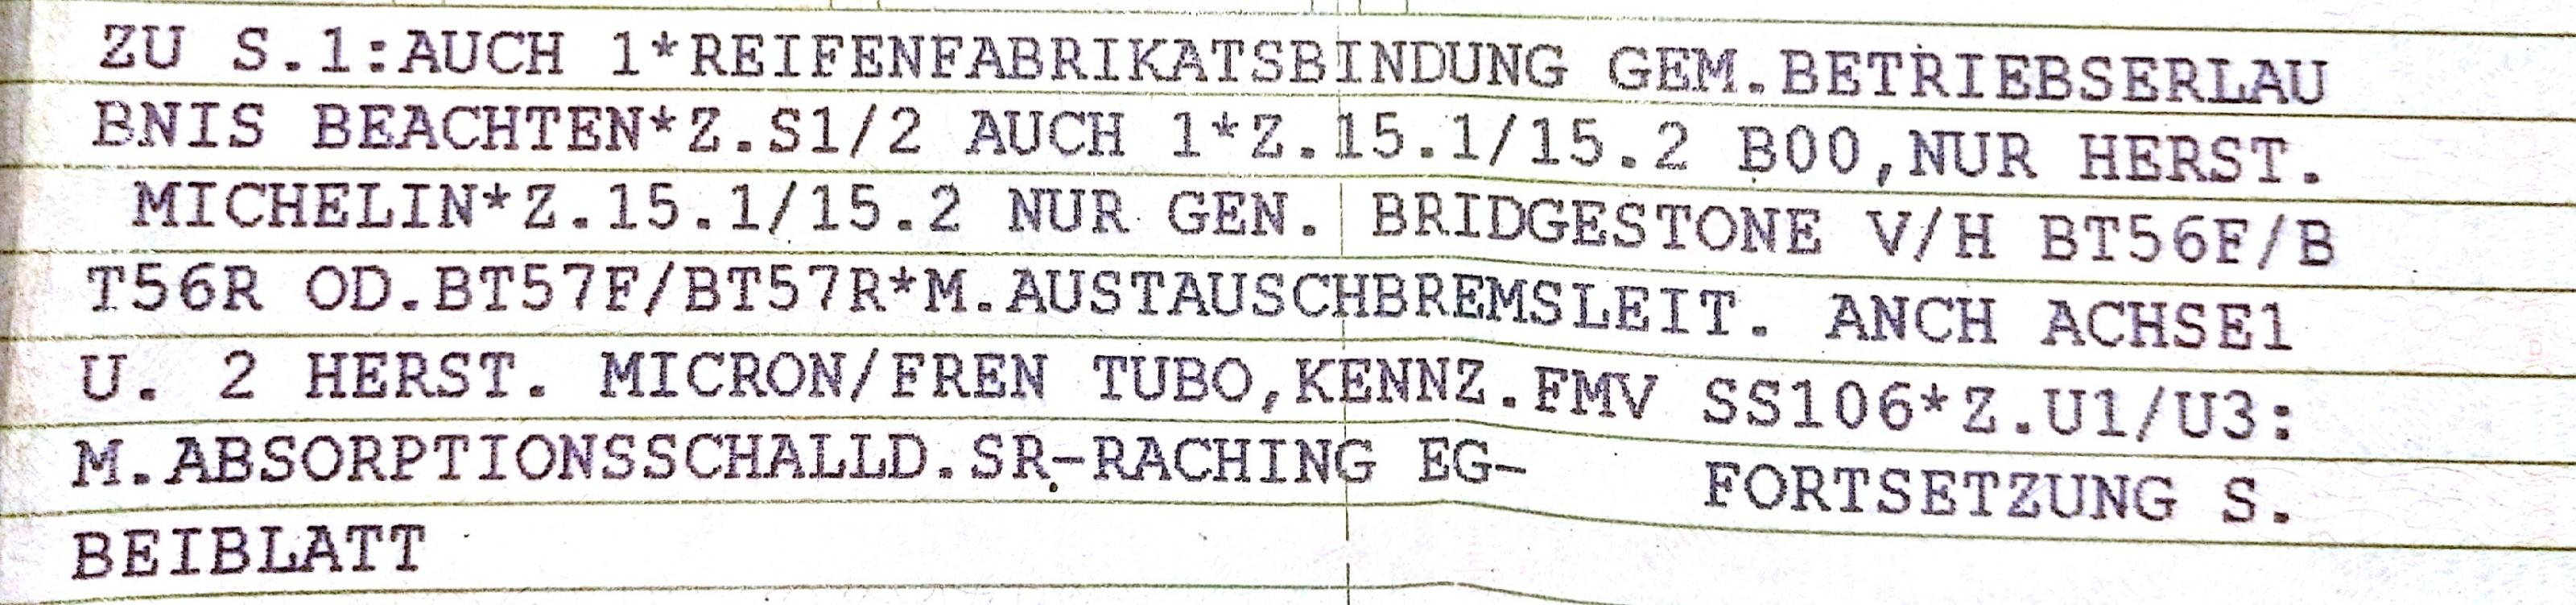 ZU S.1:AUCH 1*REIFENFABRIKATSBINDUNG GEM.BETRIEBSERLAU
BNIS BEACHTEN*Z.S1/2 AUCH 1*Z.15.1/15.2 B00,NUR HERST.
MICHELIN*Z.15.1/15.2 NUR GEN. BRIDGESTONE V/H BT56F/B
T56R OD.BT57F/BT57R*M.AUSTAUSCHBREMSLEIT. ANCH ACHSE1
U. 2 HERST. MICRON/FREN TUBO,KENNZ.FMV SS106*Z.U1/U3:
M.ABSORPTIONSSCHALLD.SR-RACHING EG- FORTSETZUNG S.
BEIBLATT